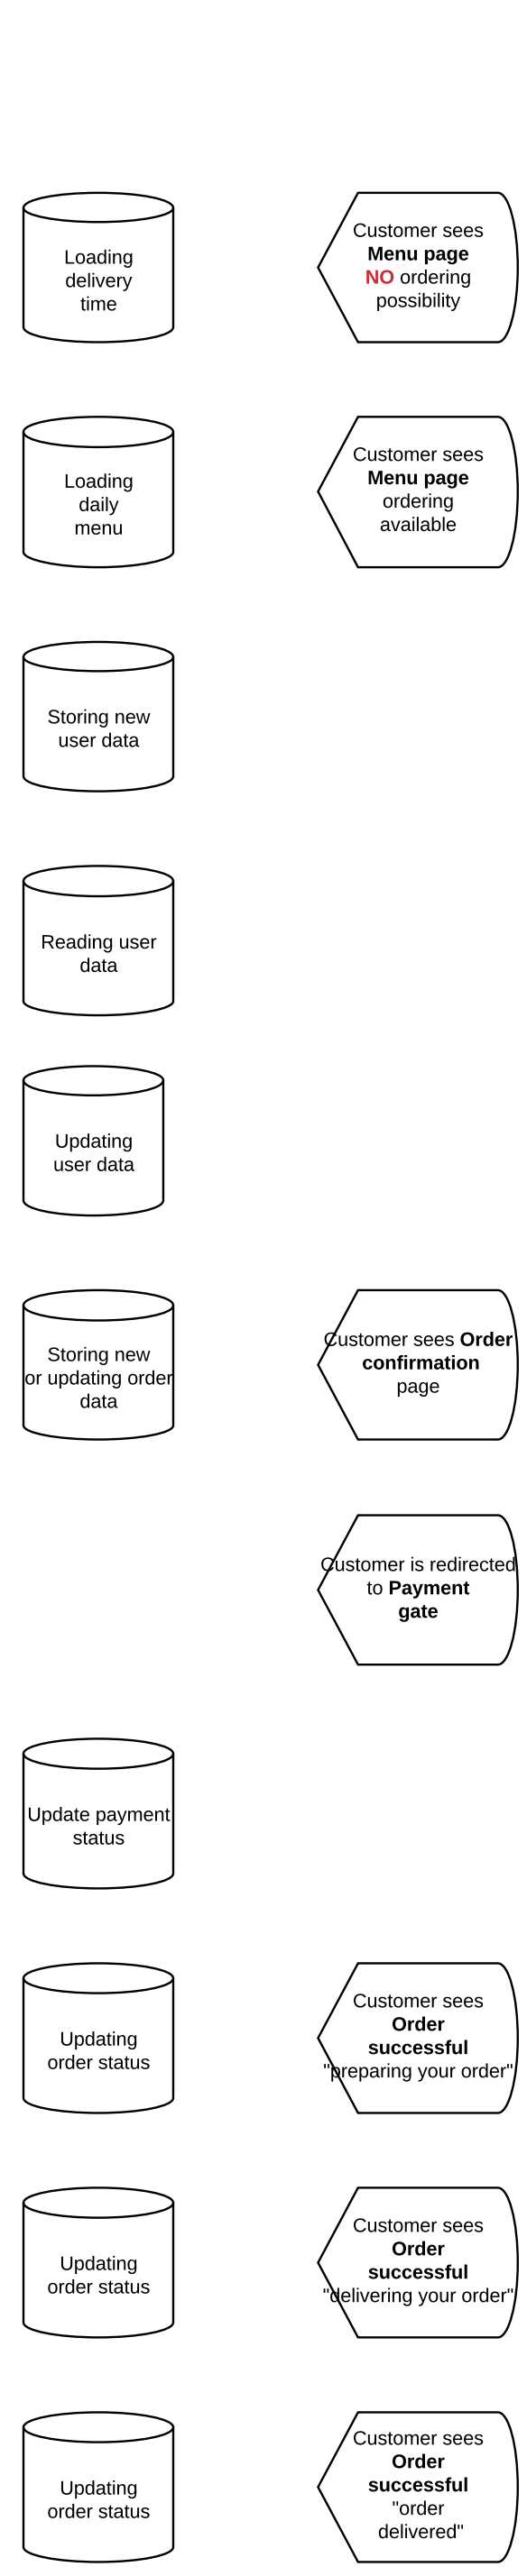 Loading
delivery
time
Customer sees
Menu page
NO ordering
possibility
Loading
daily
menu
Customer sees
Menu page
ordering
available
Storing new
user data
Reading user
data
Updating
user data
Storing new
or updating order
data
Customer sees Order
confirmation
page
Customer is redirected
to Payment
gate
Update payment
status
Updating
order status
Customer sees
Order
successful
"preparing your order"
Updating
order status
Customer sees
Order
successful
"delivering your order"
Updating
order status
Customer sees
Order
successful
"order
delivered"